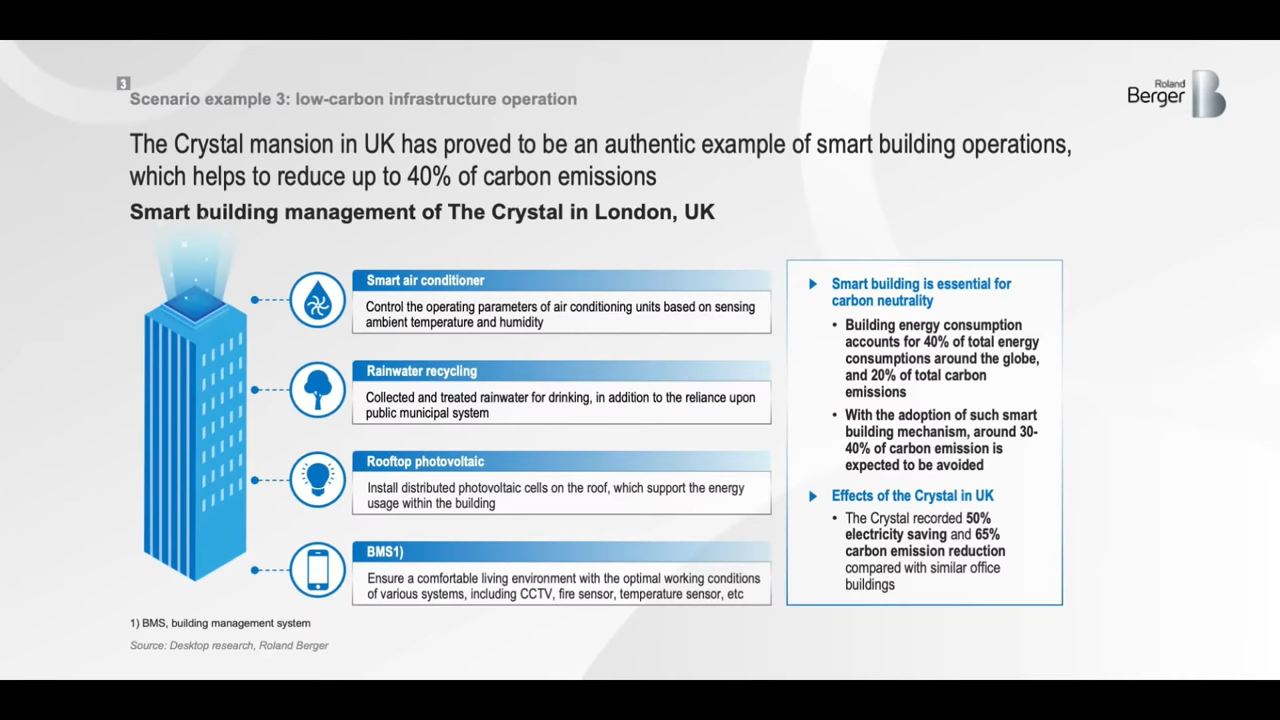 3
Scenario example 3: low-carbon infrastructure operation
Roland
Berger
B
The Crystal mansion in UK has proved to be an authentic example of smart building operations,
which helps to reduce up to 40% of carbon emissions
Smart building management of The Crystal in London, UK
Smart air conditioner
Control the operating parameters of air conditioning units based on sensing
ambient temperature and humidity
Rainwater recycling
Collected and treated rainwater for drinking, in addition to the reliance upon
public municipal system
Rooftop photovoltaic
Install distributed photovoltaic cells on the roof, which support the energy
usage within the building
BMS1)
Ensure a comfortable living environment with the optimal working conditions
of various systems, including CCTV, fire sensor, temperature sensor, etc
Smart building is essential for
carbon neutrality
• Building energy consumption
accounts for 40% of total energy
consumptions around the globe,
and 20% of total carbon
emissions
• With the adoption of such smart
building mechanism, around 30-
40% of carbon emission is
expected to be avoided
Effects of the Crystal in UK
• The Crystal recorded 50%
electricity saving and 65%
carbon emission reduction
compared with similar office
buildings
1) BMS, building management system
Source: Desktop research, Roland Berger